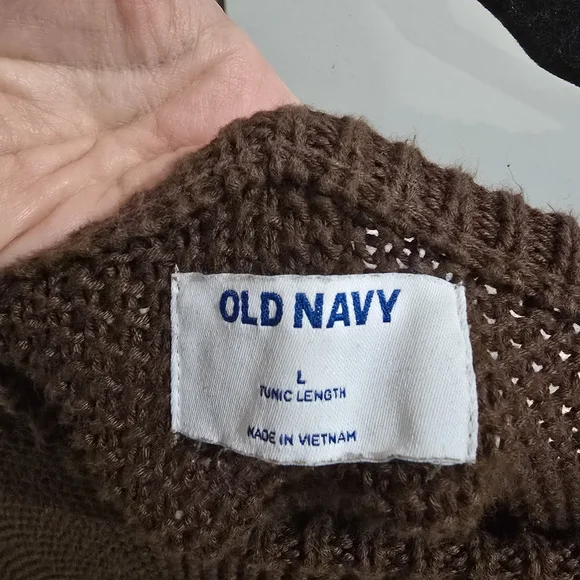 OLD NAVY
L
TUNIC LENGTH
MADE IN VIETNAM